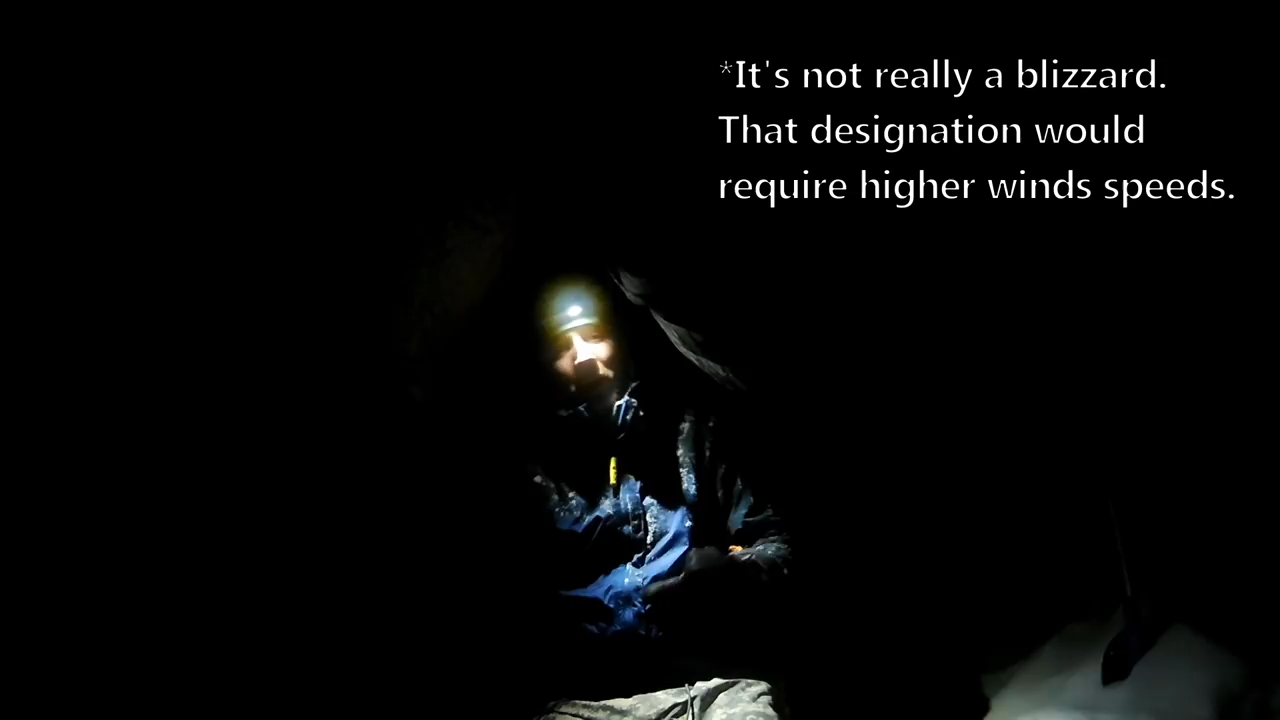 *It's not really a blizzard.
That designation would
require higher winds speeds.